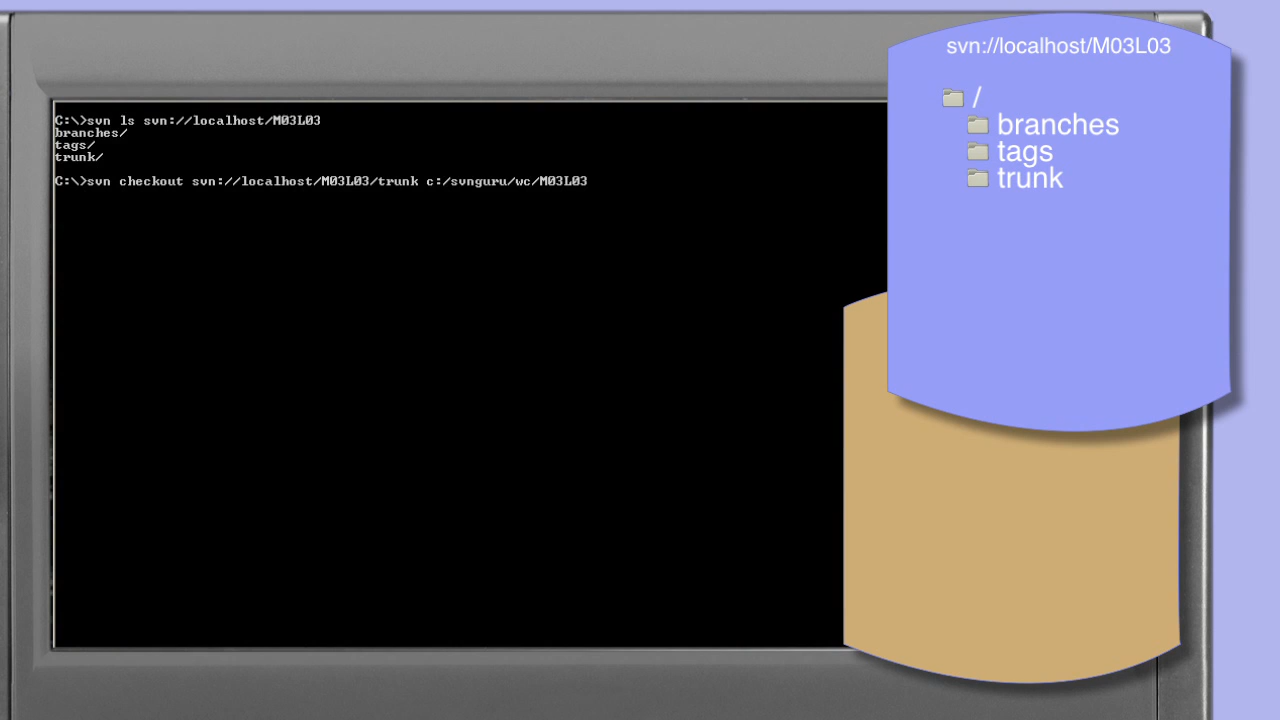 C:\>svn ls svn://localhost/M03L03
branches/
tags/
trunk/
C:\>svn checkout svn://localhost/M03L03/trunk c:/svnguru/wc/M03L03
svn://localhost/M03L03
/
branches
tags
trunk